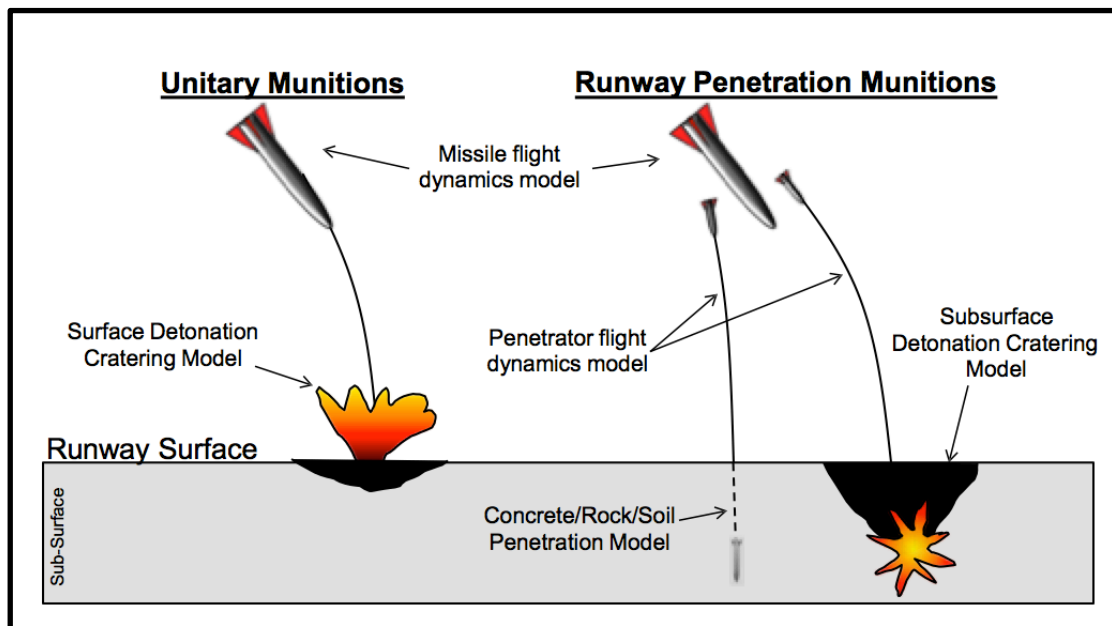 Unitary Munitions
Runway Penetration Munitions
Missile flight
dynamics model
Surface Detonation
Cratering Model
Penetrator flight
dynamics model
Subsurface
Detonation Cratering
Model
Runway Surface
Concrete/Rock/Soil
Penetration Model
Sub-Surface